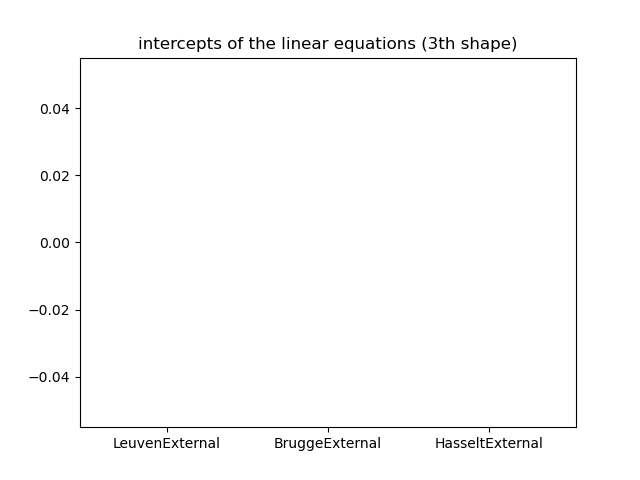 intercepts of the linear equations (3th shape)
0.04
0.02
0.00
−0.02
−0.04
LeuvenExternal BruggeExternal HasseltExternal